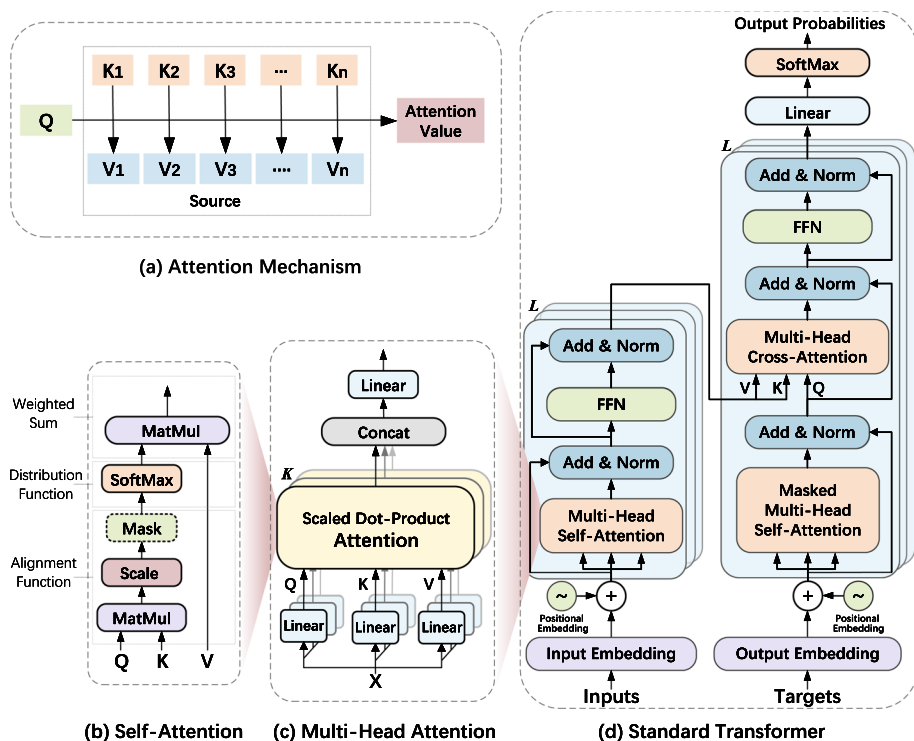 K1 K2 K3 ... Kn
Q
Attention
Value
V1 V2 V3 .... Vn
Source
(a) Attention Mechanism
Weighted
Sum
MatMul
Distribution
Function
SoftMax
Mask
Alignment
Function
Scale
MatMul
Q K V
(b) Self-Attention
Linear
Concat
K
Scaled Dot-Product
Attention
Q K V
Linear Linear Linear
X
(c) Multi-Head Attention
Output Probabilities
SoftMax
Linear
L
Add & Norm
FFN
Add & Norm
Multi-Head
Cross-Attention
V K Q
Add & Norm
Masked
Multi-Head
Self-Attention
~
+
Positional
Embedding
Output Embedding
Targets
L
Add & Norm
FFN
Add & Norm
Multi-Head
Self-Attention
~
+
Positional
Embedding
Input Embedding
Inputs
(d) Standard Transformer